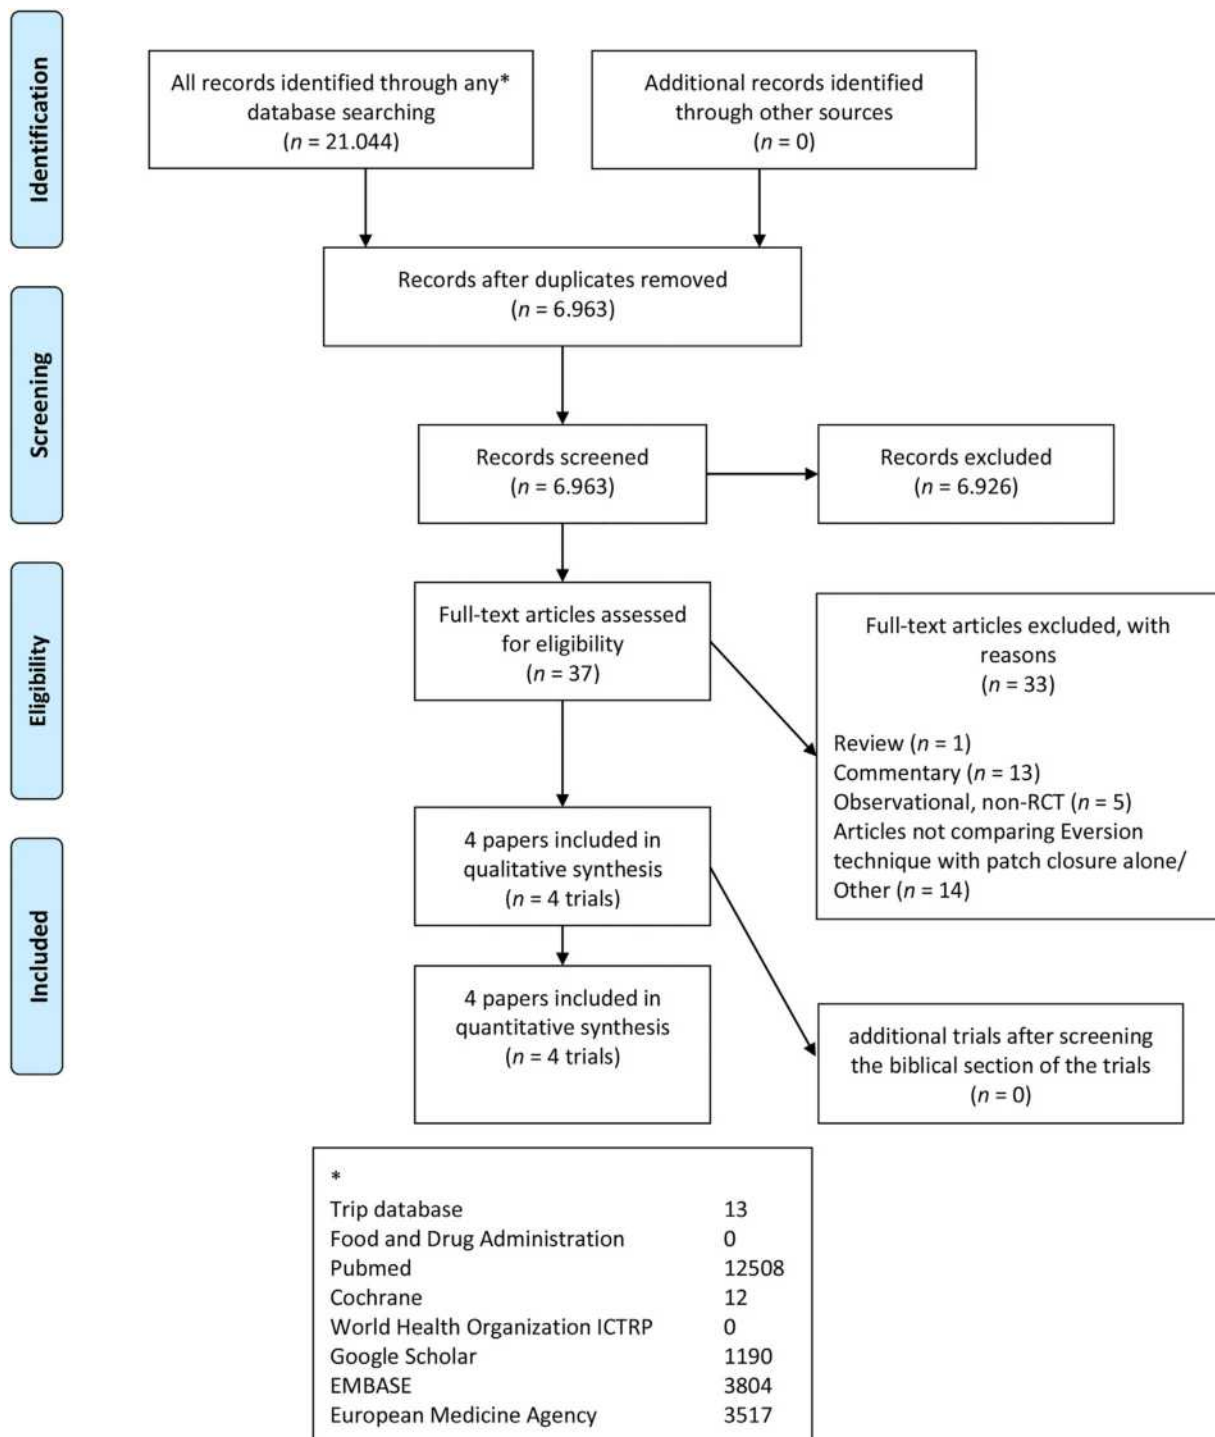 Identification
All records identified through any*
database searching
(n = 21.044)
Additional records identified
through other sources
(n = 0)
Records after duplicates removed
(n = 6.963)
Screening
Records screened
(n = 6.963)
Records excluded
(n = 6.926)
Eligibility
Full-text articles assessed
for eligibility
(n = 37)
Full-text articles excluded, with
reasons
(n = 33)
Review (n = 1)
Commentary (n = 13)
Observational, non-RCT (n = 5)
Articles not comparing Eversion
technique with patch closure alone/
Other (n = 14)
Included
4 papers included in
qualitative synthesis
(n = 4 trials)
4 papers included in
quantitative synthesis
(n = 4 trials)
additional trials after screening
the biblical section of the trials
(n = 0)
*
Trip database 13
Food and Drug Administration 0
Pubmed 12508
Cochrane 12
World Health Organization ICTRP 0
Google Scholar 1190
EMBASE 3804
European Medicine Agency 3517